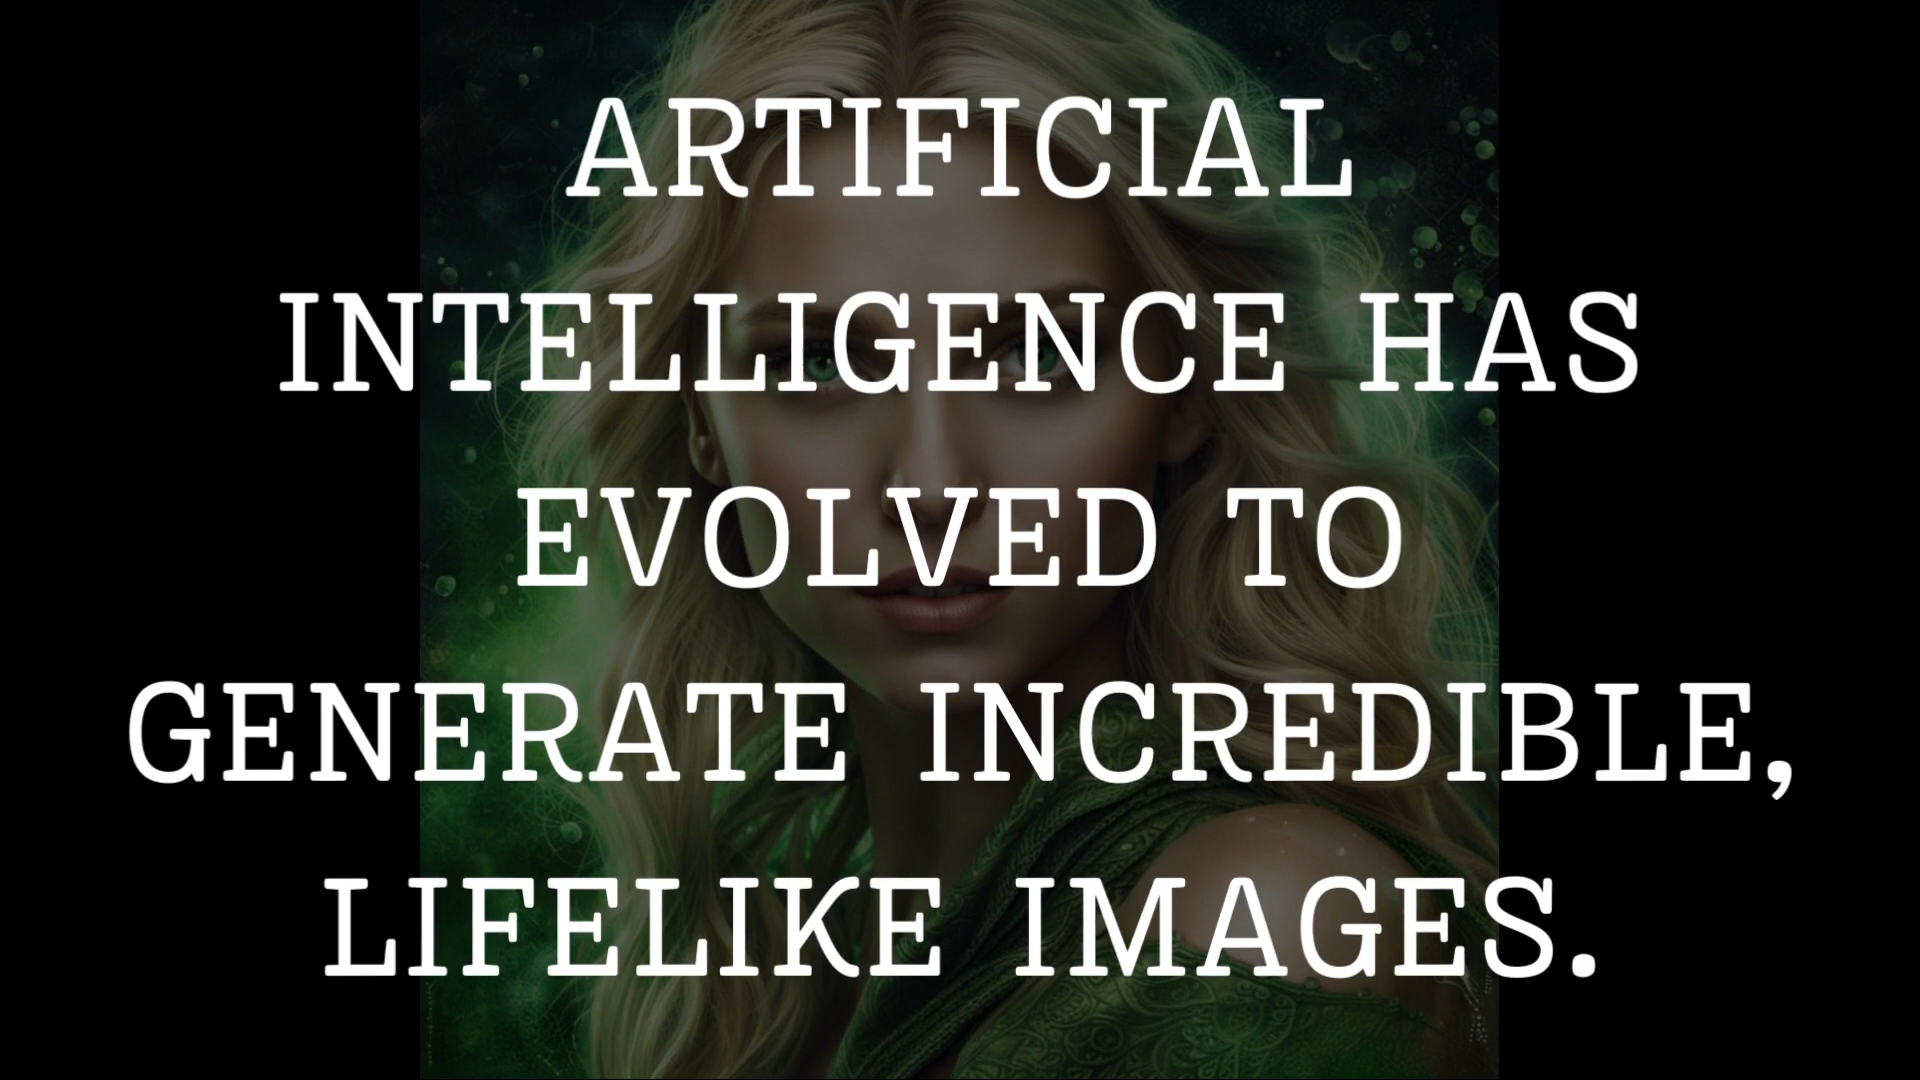 ARTIFICIAL
INTELLIGENCE HAS
EVOLVED TO
GENERATE INCREDIBLE,
LIFELIKE IMAGES.